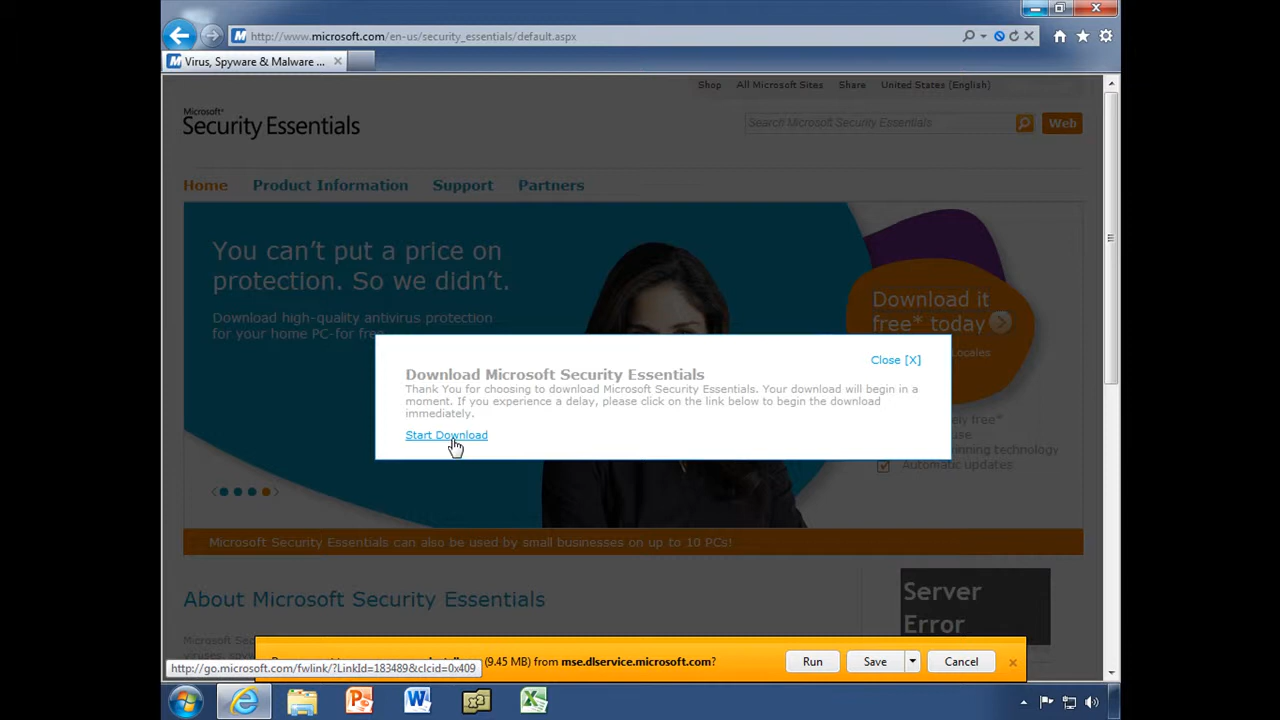 http://www.microsoft.com/en-us/security_essentials/default.aspx
Virus, Spyware & Malware ...
Shop All Microsoft Sites Share United States (English)
Microsoft®
Security Essentials
Search Microsoft Security Essentials
Web
Home Product Information Support Partners
You can't put a price on
protection. So we didn't.
Download high-quality antivirus protection
for your home PC-for free
Download it
free* today
Locales
free*
use
technology
Automatic updates
Close [X]
Download Microsoft Security Essentials
Thank You for choosing to download Microsoft Security Essentials. Your download will begin in a
moment. If you experience a delay, please click on the link below to begin the download
immediately.
Start Download
Microsoft Security Essentials can also be used by small businesses on up to 10 PCs!
About Microsoft Security Essentials
Server
Error
Microsoft
(9.45 MB) from mse.dlservice.microsoft.com?
Run Save Cancel
http://go.microsoft.com/fwlink/?LinkId=183489&clcid=0x409